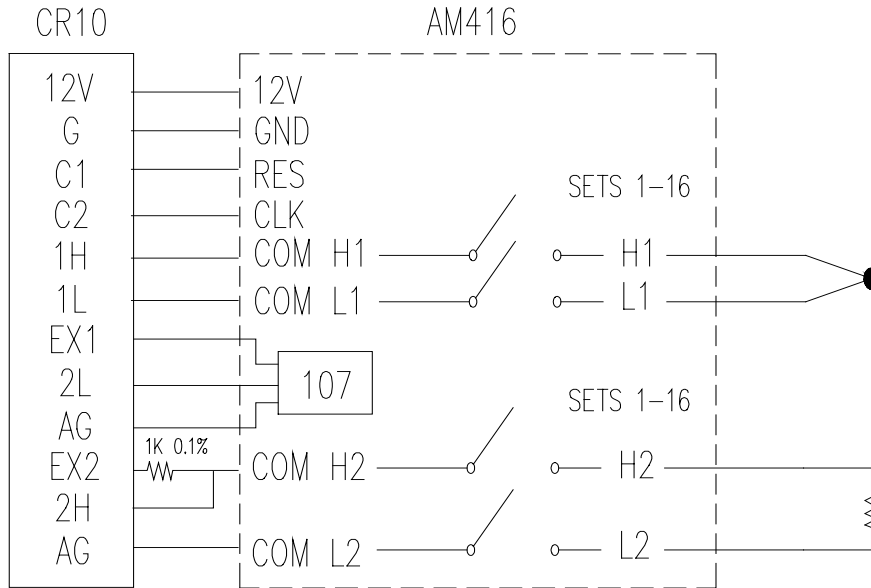 CR10
AM416
12V
12V
G
GND
C1
RES
SETS 1-16
C2
CLK
1H
COM H1
H1
1L
COM L1
L1
EX1
2L
107
SETS 1-16
AG
1K 0.1%
EX2
COM H2
H2
2H
AG
COM L2
L2